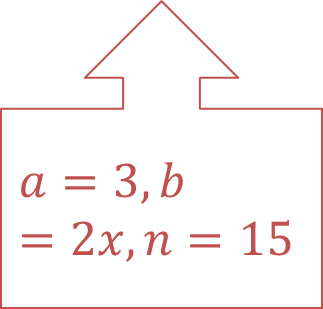 a = 3, b
= 2x, n = 15